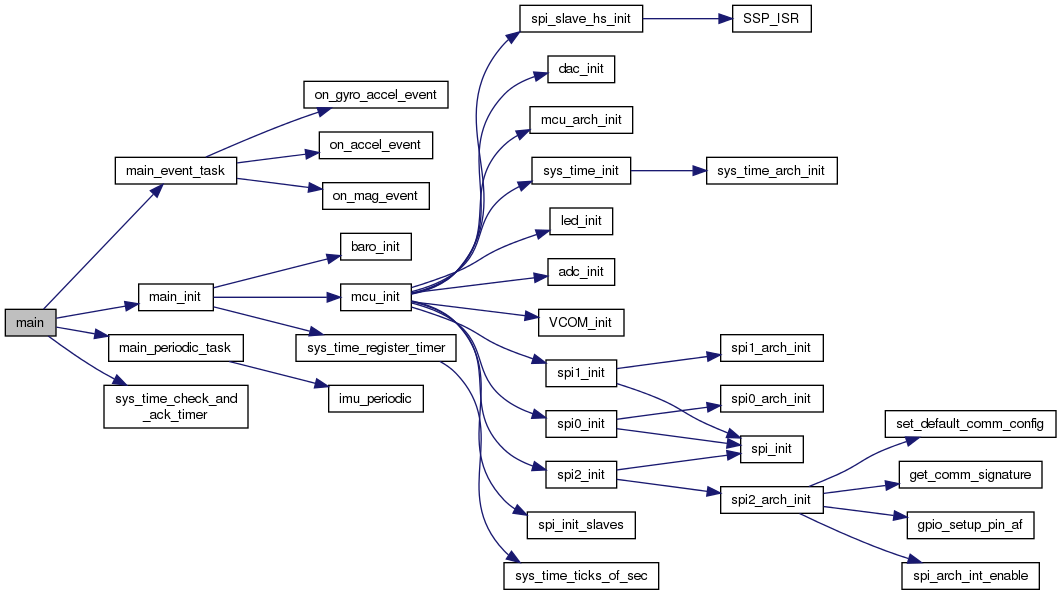 main
main_event_task
main_init
main_periodic_task
sys_time_check_and
_ack_timer
on_gyro_accel_event
on_accel_event
on_mag_event
baro_init
mcu_init
sys_time_register_timer
imu_periodic
spi_slave_hs_init
dac_init
mcu_arch_init
sys_time_init
led_init
adc_init
VCOM_init
spi1_init
spi0_init
spi2_init
spi_init_slaves
sys_time_ticks_of_sec
SSP_ISR
sys_time_arch_init
spi1_arch_init
spi0_arch_init
spi_init
spi2_arch_init
set_default_comm_config
get_comm_signature
gpio_setup_pin_af
spi_arch_int_enable